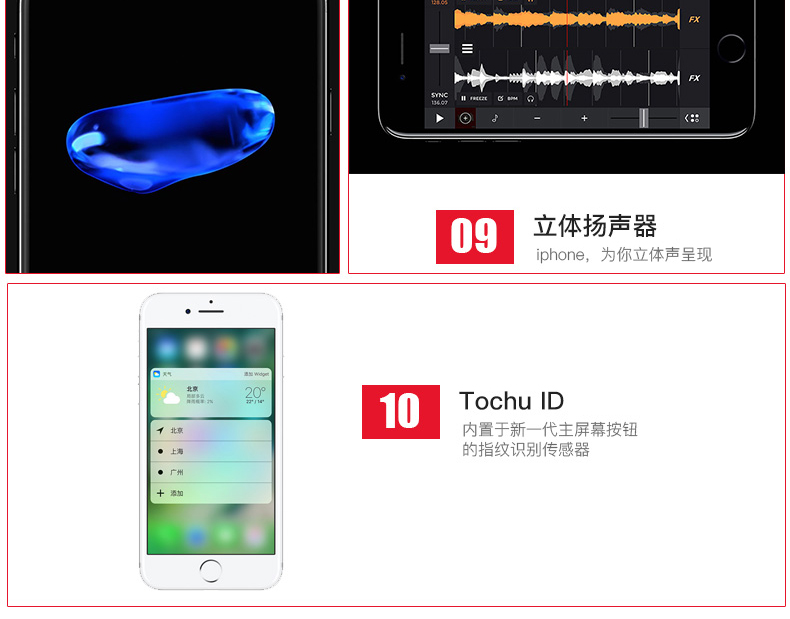 128.05
FX
FX
SYNC
136.07
FREEZE
BPM
09
立体扬声器
iphone，为你立体声呈现
天气
添加 Widget
北京
20°
22° / 14°
北京
上海
广州
添加
10
Tochu ID
内置于新一代主屏幕按钮
的指纹识别传感器